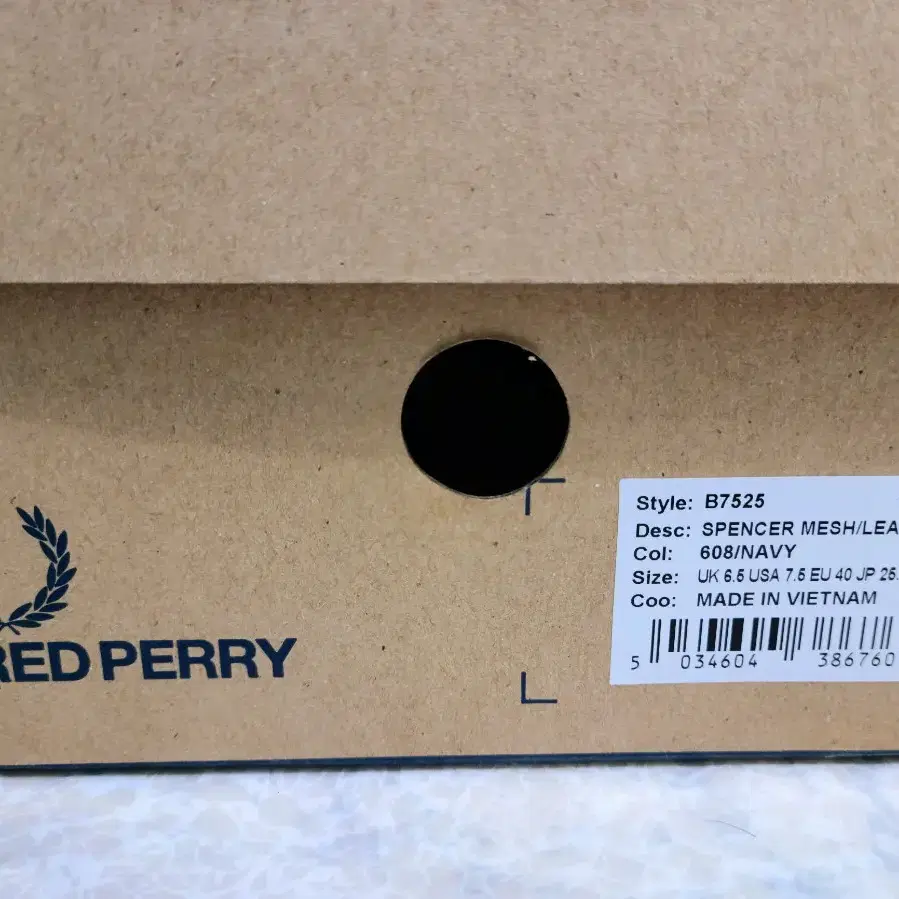 RED PERRY
Style: B7525
Desc: SPENCER MESH/LEA
Col: 608/NAVY
Size: UK 6.5 USA 7.5 EU 40 JP 25.
Coo: MADE IN VIETNAM
5 034604 386760